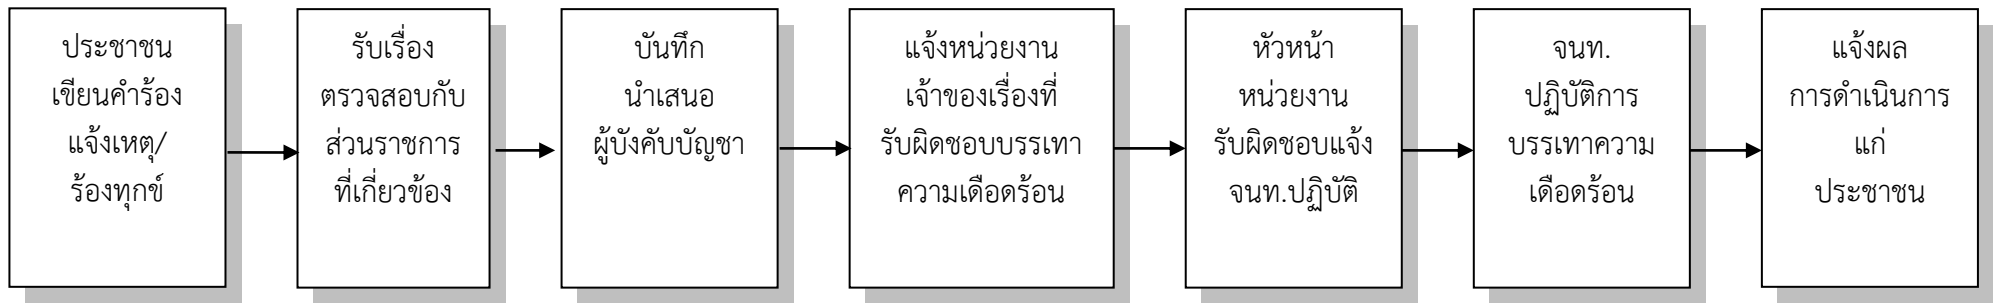 ประชาชน
เขียนคำร้อง
แจ้งเหตุ/
ร้องทุกข์
รับเรื่อง
ตรวจสอบกับ
ส่วนราชการ
ที่เกี่ยวข้อง
บันทึก
นำเสนอ
ผู้บังคับบัญชา
แจ้งหน่วยงาน
เจ้าของเรื่องที่
รับผิดชอบบรรเทา
ความเดือดร้อน
หัวหน้า
หน่วยงาน
รับผิดชอบแจ้ง
จนท.ปฏิบัติ
จนท.
ปฏิบัติการ
บรรเทาความ
เดือดร้อน
แจ้งผล
การดำเนินการ
แก่
ประชาชน